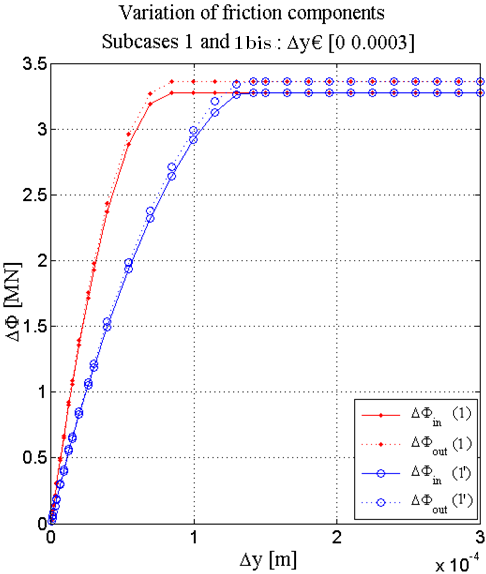 Variation of friction components
Subcases 1 and 1bis : Δy€ [0 0.0003]
3.5
3
2.5
2
1.5
1
0.5
0
ΔΦ [MN]
0
1
2
3
x 10⁻⁴
Δy [m]
ΔΦin (1)
ΔΦout (1)
ΔΦin (1')
ΔΦout (1')